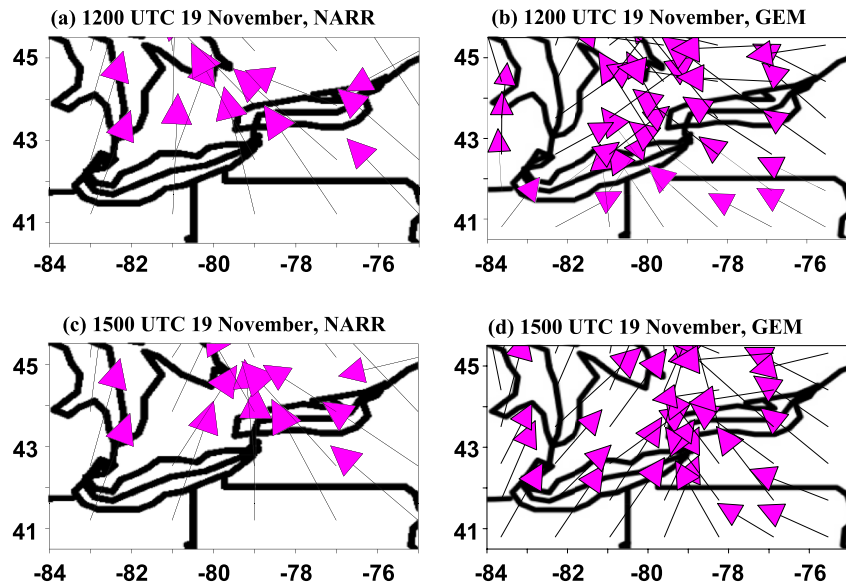 (a) 1200 UTC 19 November, NARR
(b) 1200 UTC 19 November, GEM
45
43
41
-84 -82 -80 -78 -76
45
43
41
-84 -82 -80 -78 -76
(c) 1500 UTC 19 November, NARR
(d) 1500 UTC 19 November, GEM
45
43
41
-84 -82 -80 -78 -76
45
43
41
-84 -82 -80 -78 -76